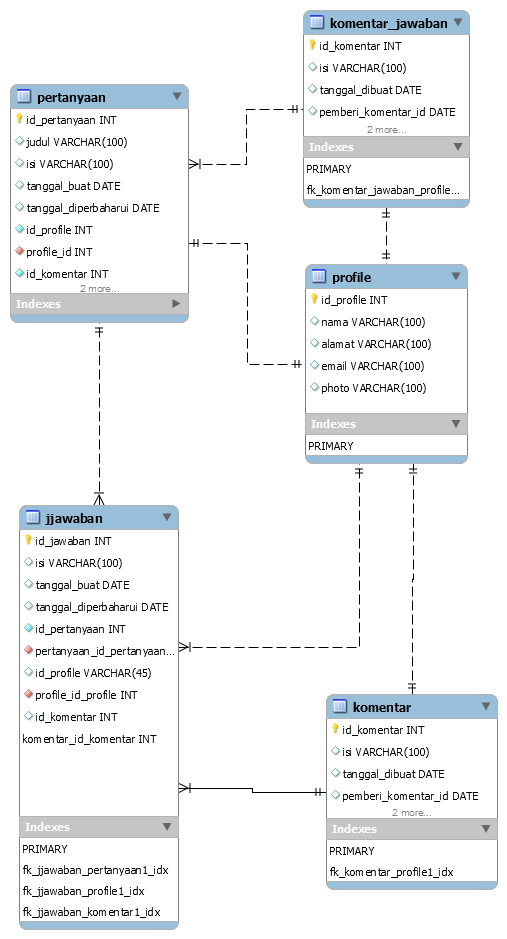 komentar_jawaban
id_komentar INT
isi VARCHAR(100)
tanggal_dibuat DATE
pemberi_komentar_id DATE
2 more...
Indexes
PRIMARY
fk_komentar_jawaban_profile...
pertanyaan
id_pertanyaan INT
judul VARCHAR(100)
isi VARCHAR(100)
tanggal_buat DATE
tanggal_diperbaharui DATE
id_profile INT
profile_id INT
id_komentar INT
2 more...
Indexes
profile
id_profile INT
nama VARCHAR(100)
alamat VARCHAR(100)
email VARCHAR(100)
photo VARCHAR(100)
Indexes
PRIMARY
jjawaban
id_jawaban INT
isi VARCHAR(100)
tanggal_buat DATE
tanggal_diperbaharui DATE
id_pertanyaan INT
pertanyaan_id_pertanyaan...
id_profile VARCHAR(45)
profile_id_profile INT
id_komentar INT
komentar_id_komentar INT
Indexes
PRIMARY
fk_jjawaban_pertanyaan1_idx
fk_jjawaban_profile1_idx
fk_jjawaban_komentar1_idx
komentar
id_komentar INT
isi VARCHAR(100)
tanggal_dibuat DATE
pemberi_komentar_id DATE
2 more...
Indexes
PRIMARY
fk_komentar_profile1_idx